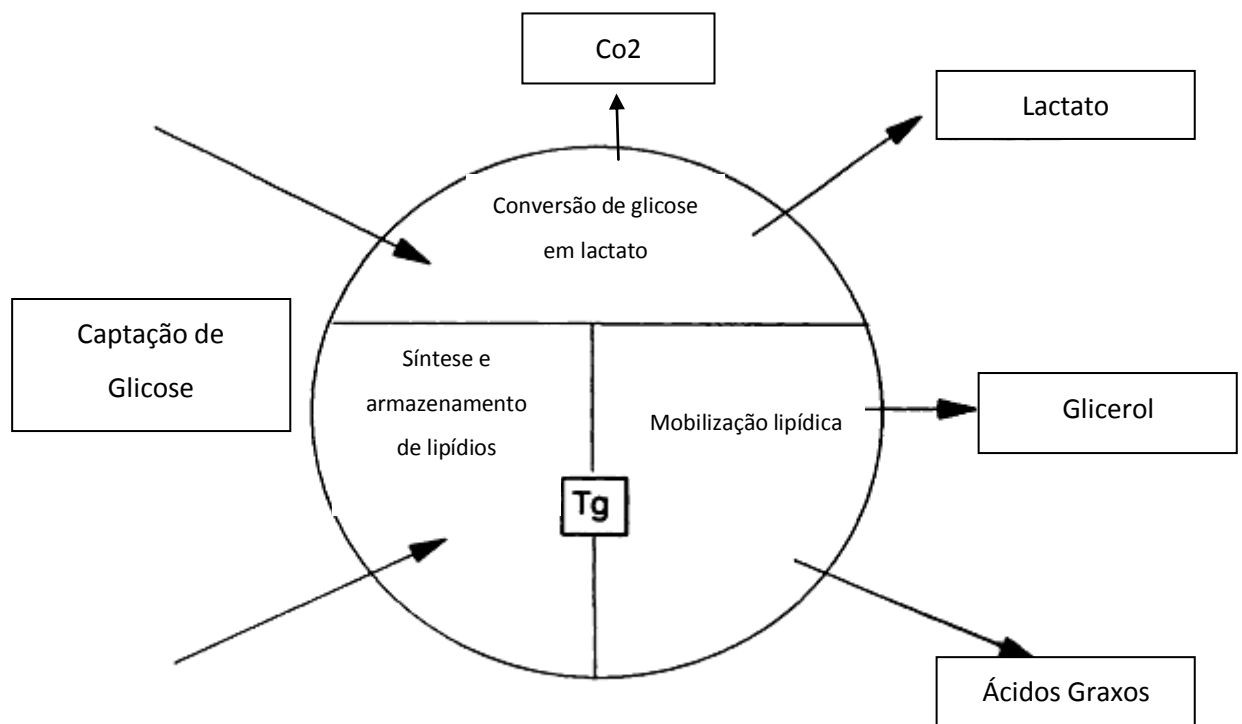 Co2
Lactato
Conversão de glicose
em lactato
Captação de
Glicose
Síntese e
armazenamento
de lipídios
Mobilização lipídica
Glicerol
Tg
Ácidos Graxos